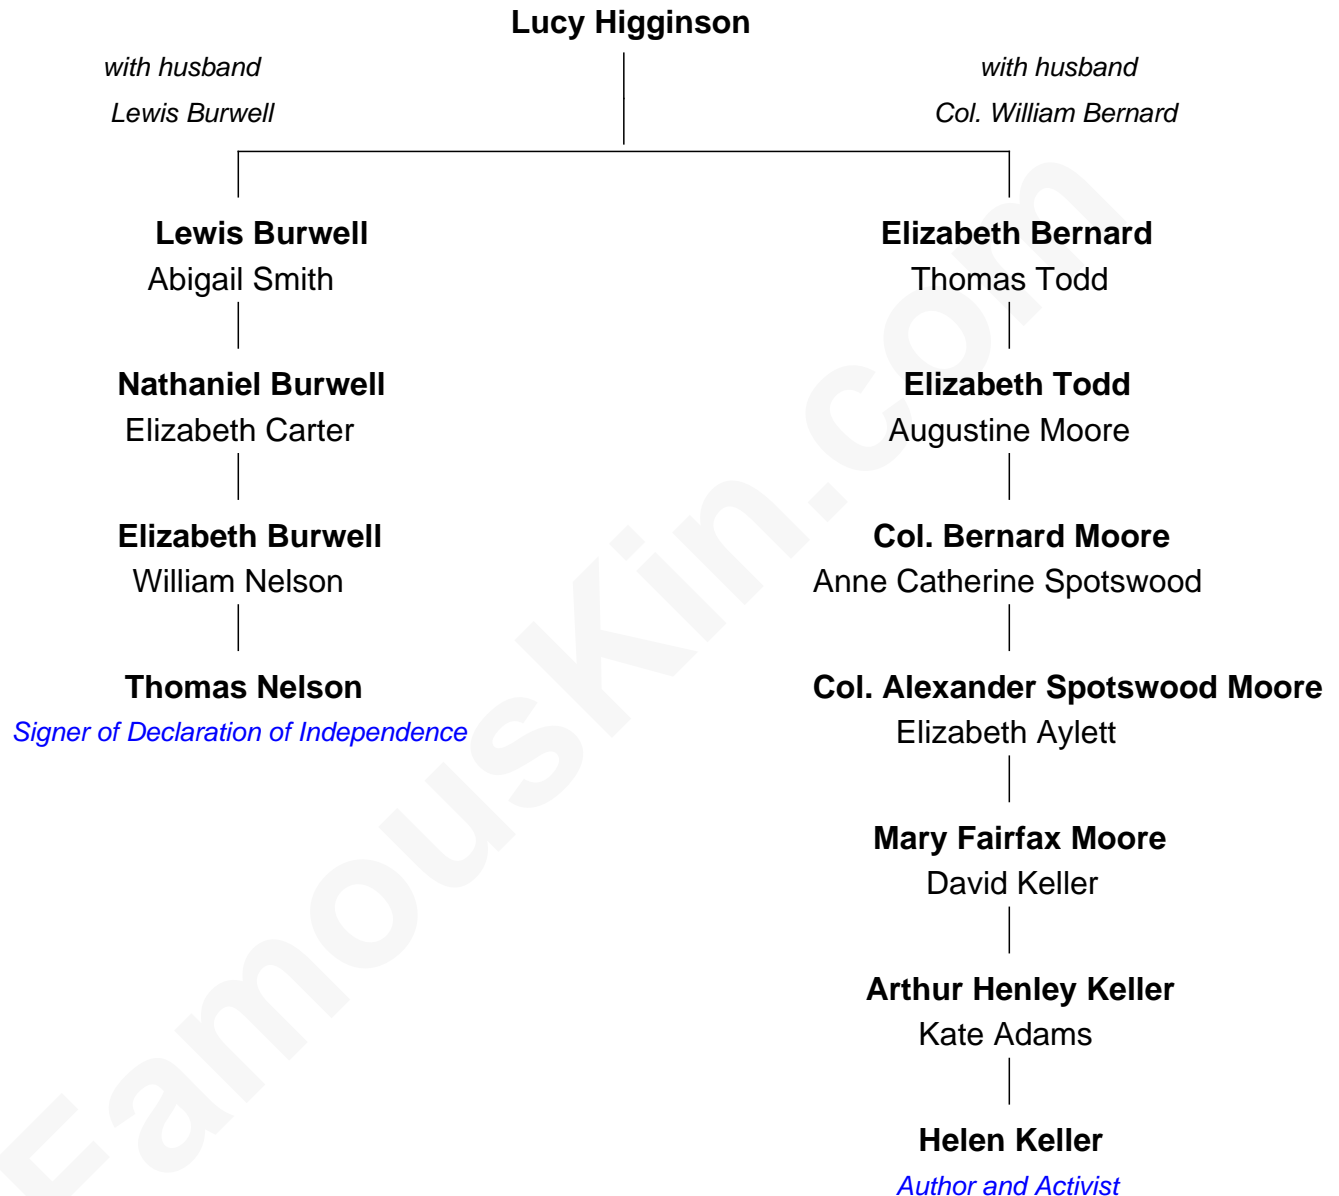 Lucy Higginson
with husband
Lewis Burwell
with husband
Col. William Bernard
Lewis Burwell
Abigail Smith
Nathaniel Burwell
Elizabeth Carter
Elizabeth Burwell
William Nelson
Thomas Nelson
Signer of Declaration of Independence
Elizabeth Bernard
Thomas Todd
Elizabeth Todd
Augustine Moore
Col. Bernard Moore
Anne Catherine Spotswood
Col. Alexander Spotswood Moore
Elizabeth Aylett
Mary Fairfax Moore
David Keller
Arthur Henley Keller
Kate Adams
Helen Keller
Author and Activist
FamousKin.com